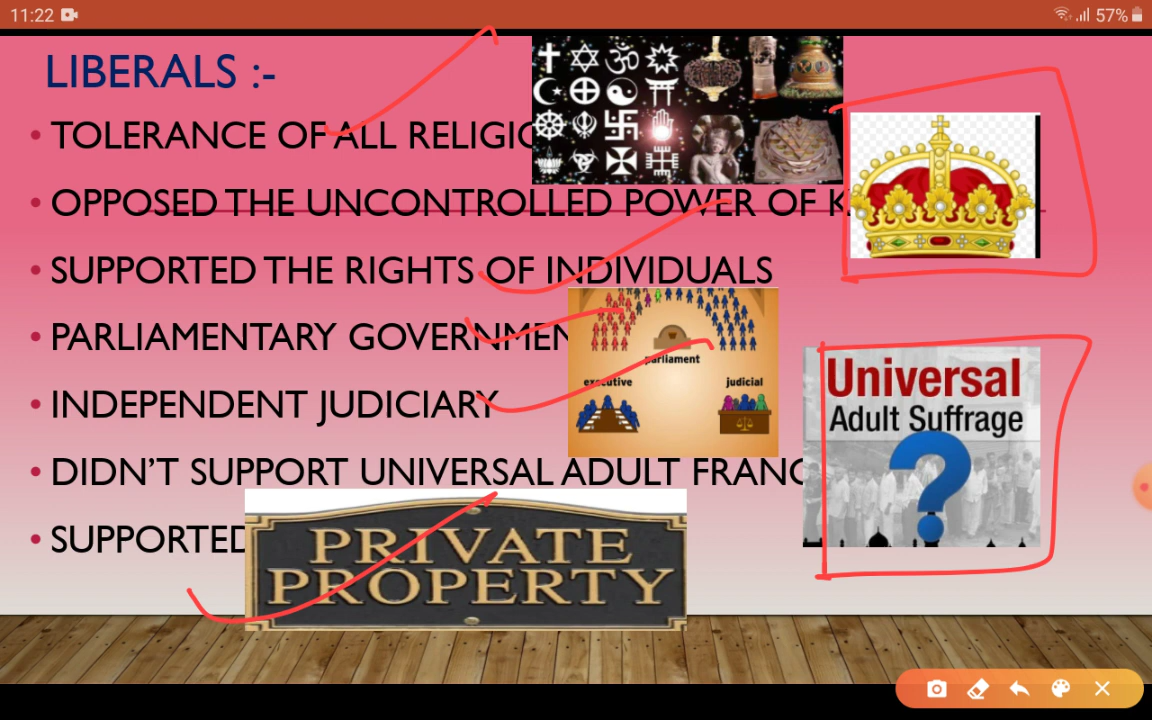 11:22
57%
LIBERALS :-
• TOLERANCE OF ALL RELIGIO
• OPPOSED THE UNCONTROLLED POWER OF K
• SUPPORTED THE RIGHTS OF INDIVIDUALS
• PARLIAMENTARY GOVERNMEN
parliament
executive
judicial
• INDEPENDENT JUDICIARY
Universal
Adult Suffrage
• DIDN’T SUPPORT UNIVERSAL ADULT FRANC
• SUPPORTED
PRIVATE
PROPERTY